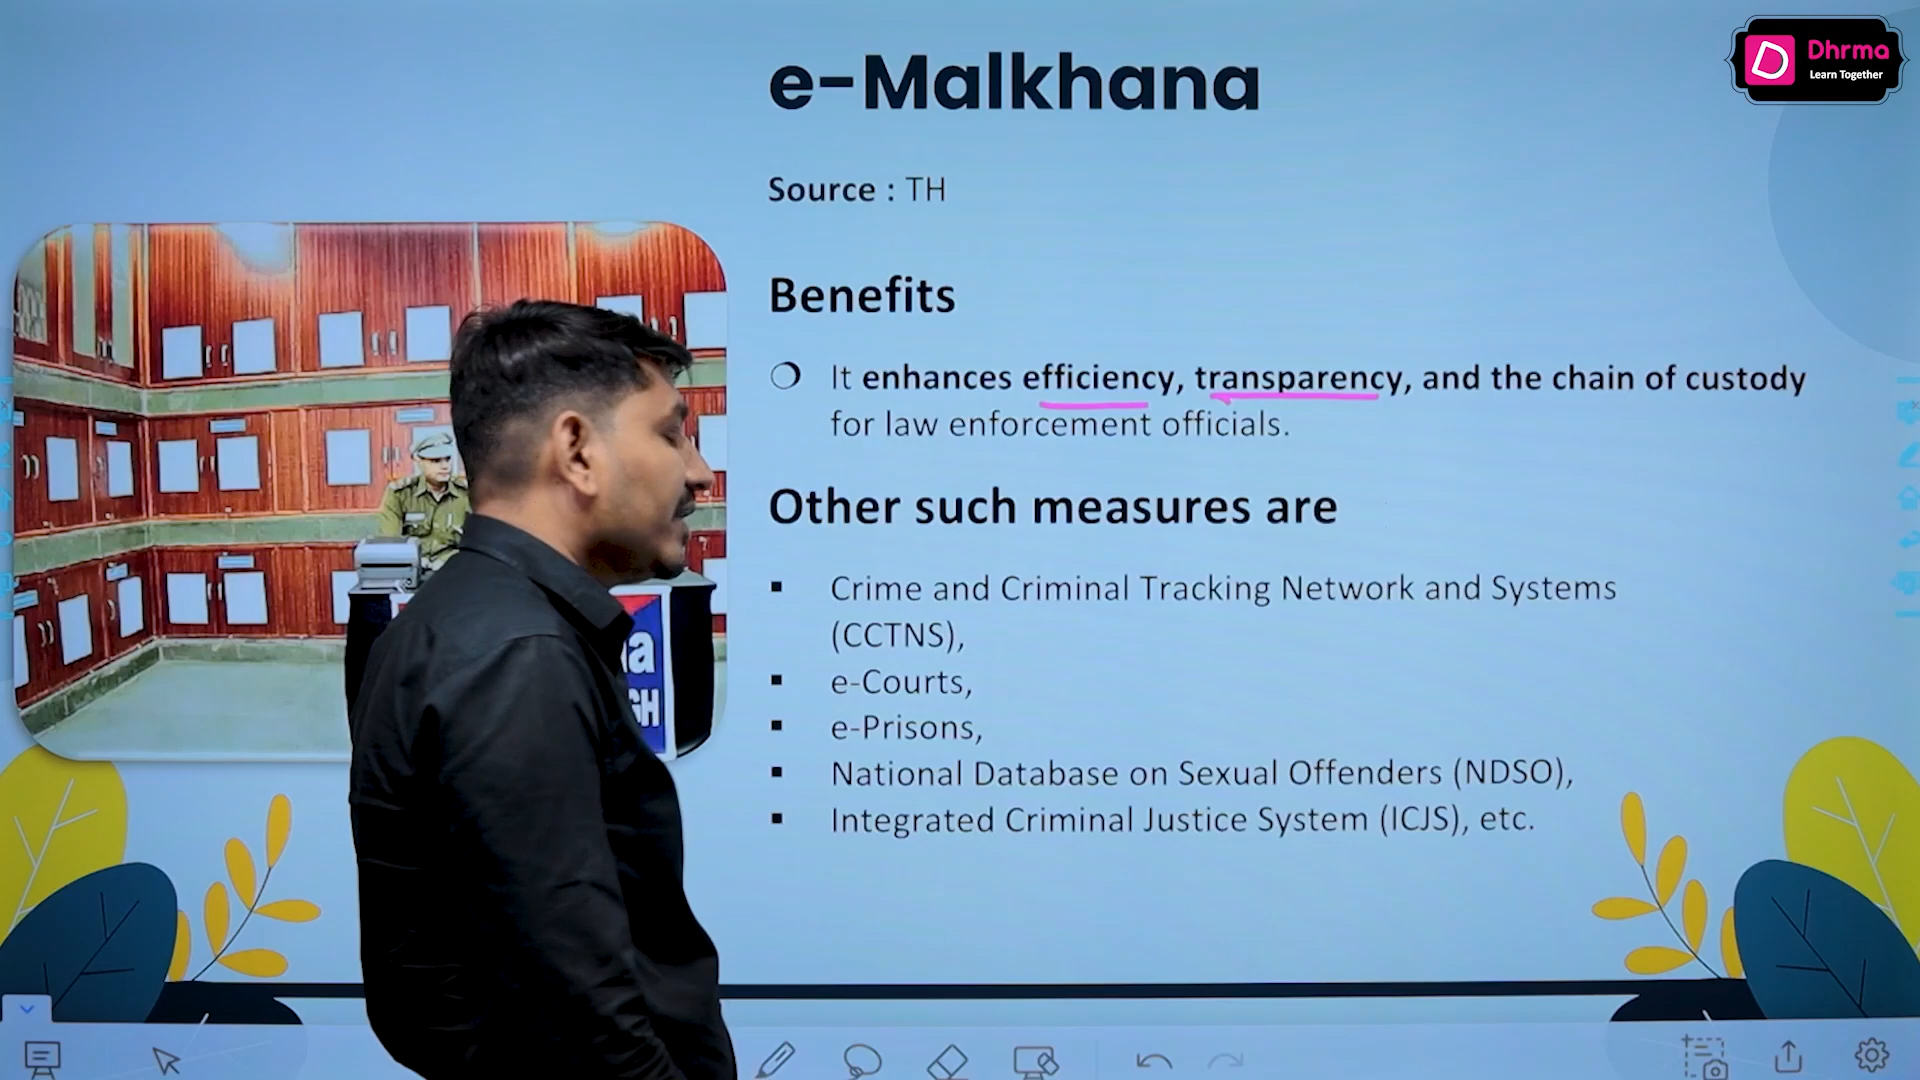 e-Malkhana
Dhrma
Learn Together
Source : TH
Benefits
It enhances efficiency, transparency, and the chain of custody
for law enforcement officials.
Other such measures are
Crime and Criminal Tracking Network and Systems
(CCTNS),
e-Courts,
e-Prisons,
National Database on Sexual Offenders (NDSO),
Integrated Criminal Justice System (ICJS), etc.